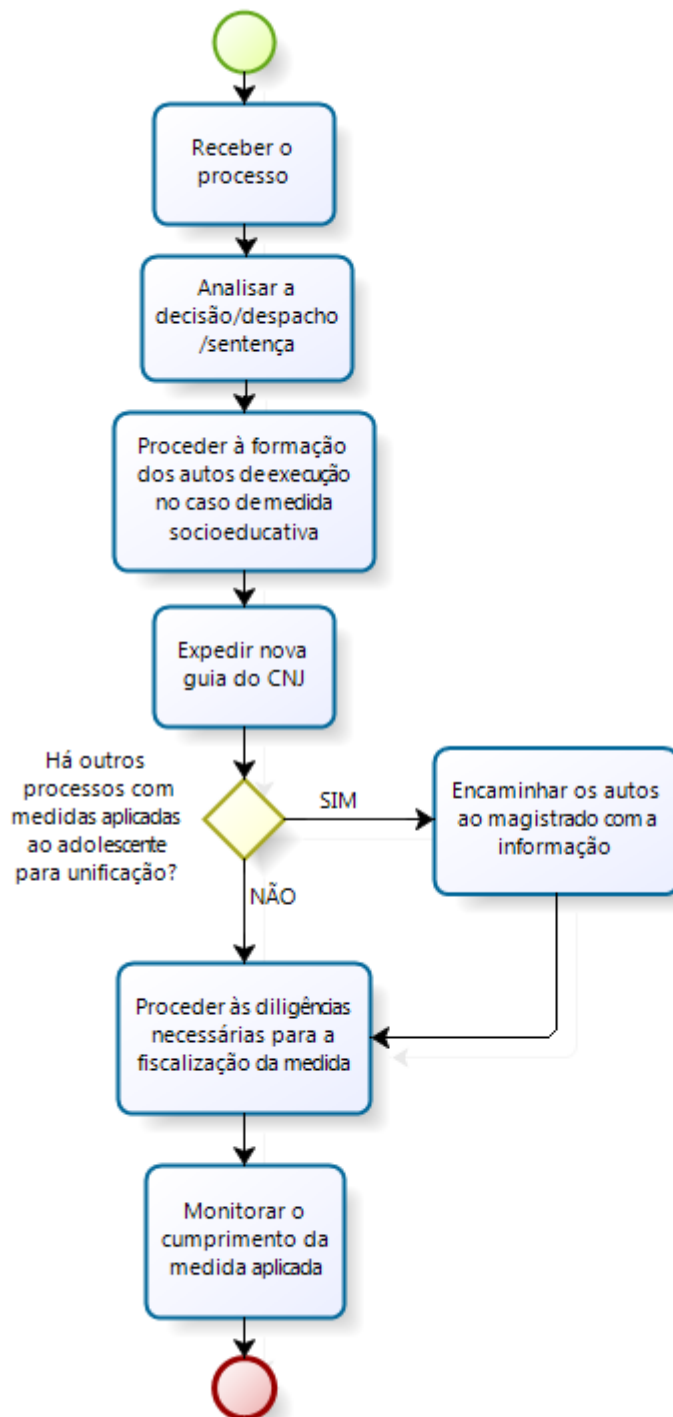 Receber o
processo
Analisar a
decisão/despacho
/sentença
Proceder à formação
dos autos de execução
no caso de medida
socioeducativa
Expedir nova
guia do CNJ
Há outros
processos com
medidas aplicadas
ao adolescente
para unificação?
SIM
Encaminhar os autos
ao magistrado com a
informação
NÃO
Proceder às diligências
necessárias para a
fiscalização da medida
Monitorar o
cumprimento da
medida aplicada